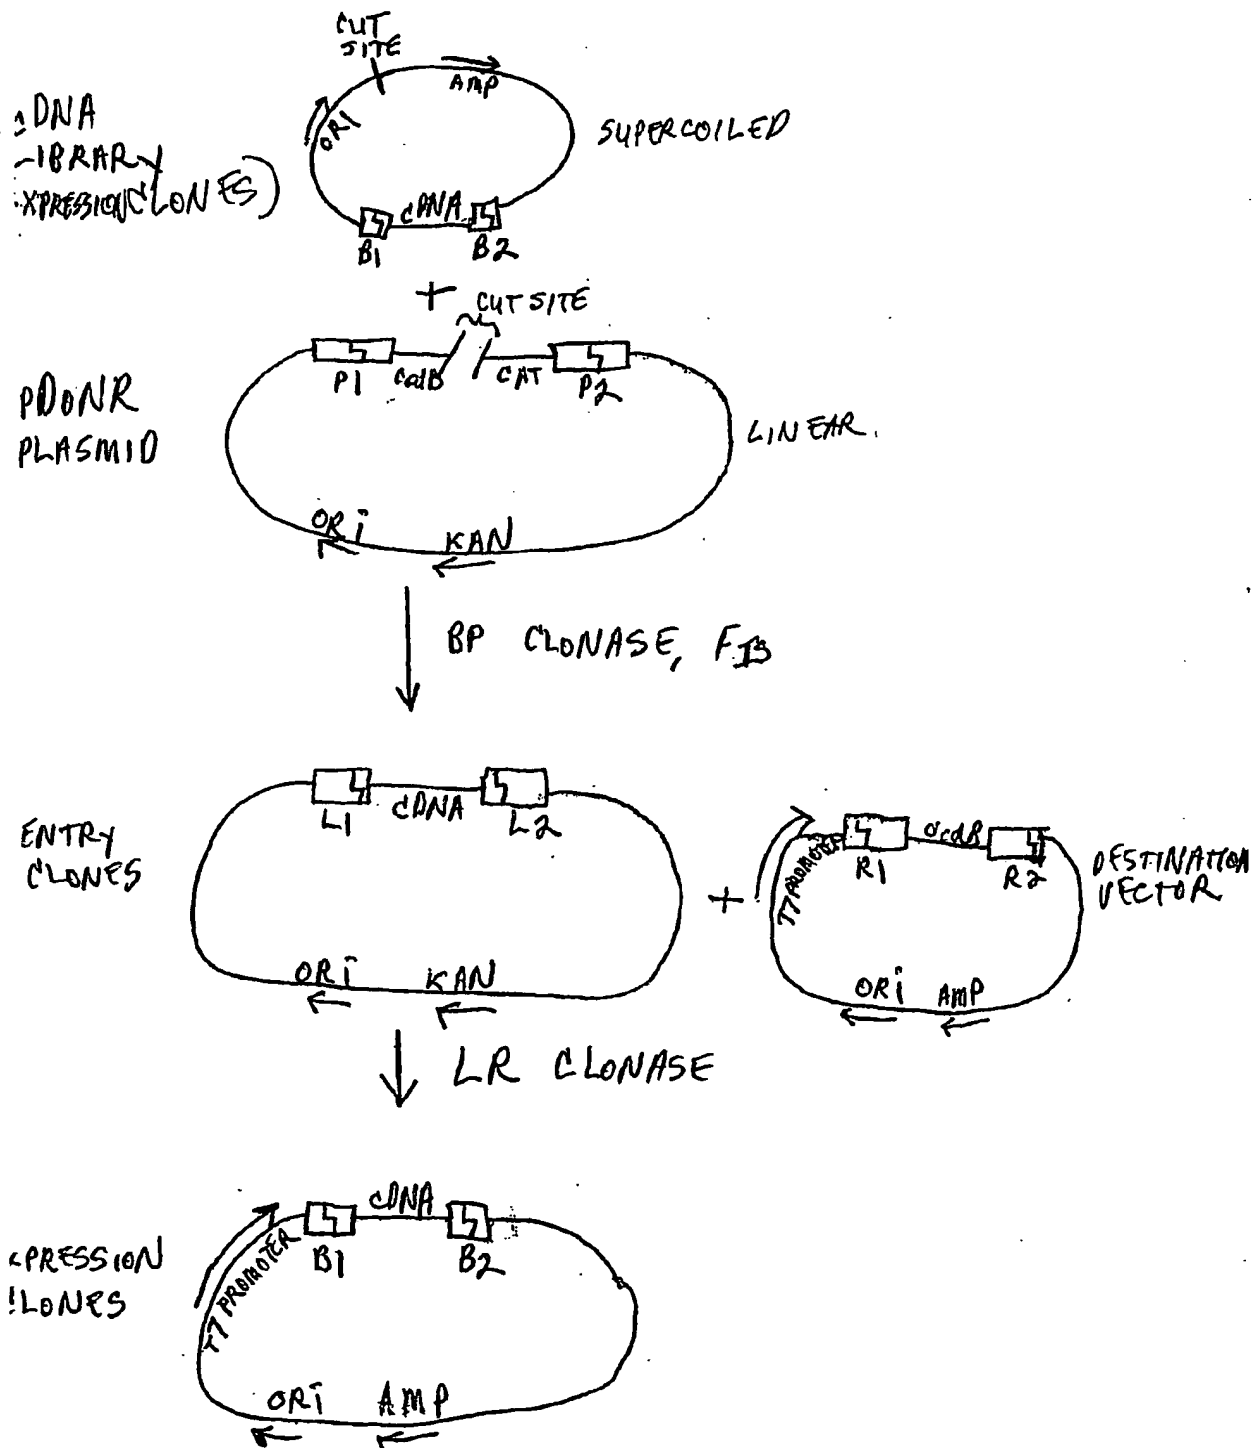 CUT
SITE
AMP
ORI
DNA
IBRARY
XPRESSION CLONES)
SUPERCOILED
cDNA
B1
B2
+
CUT SITE
P1
CAT
P2
pDONR
PLASMID
LINEAR.
ORI
KAN
BP CLONASE, FIS
L1
cDNA
L2
ENTRY
CLONES
ORI
KAN
+
T7 PROMOTER
R1
ccdB
R2
DESTINATION
VECTOR
ORI
AMP
LR CLONASE
PRESSION
LONES
T7 PROMOTER
B1
cDNA
B2
ORI
AMP